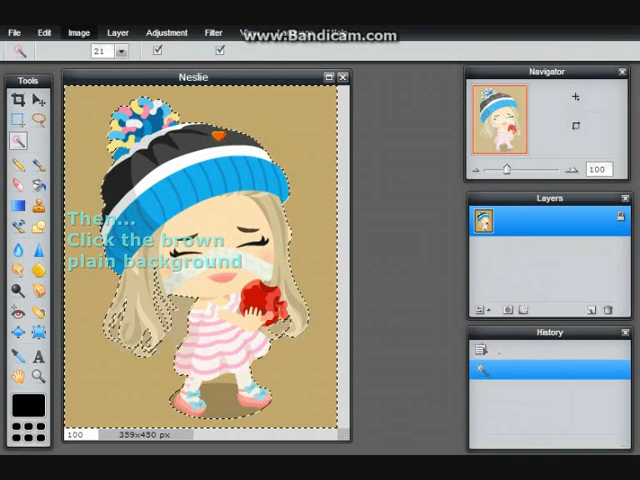 www.Bandicam.com
File Edit Image Layer Adjustment Filter
21
Tools
Neslie
Then...
Click the brown
plain background
100 359x450 px
Navigator
100
Layers
History